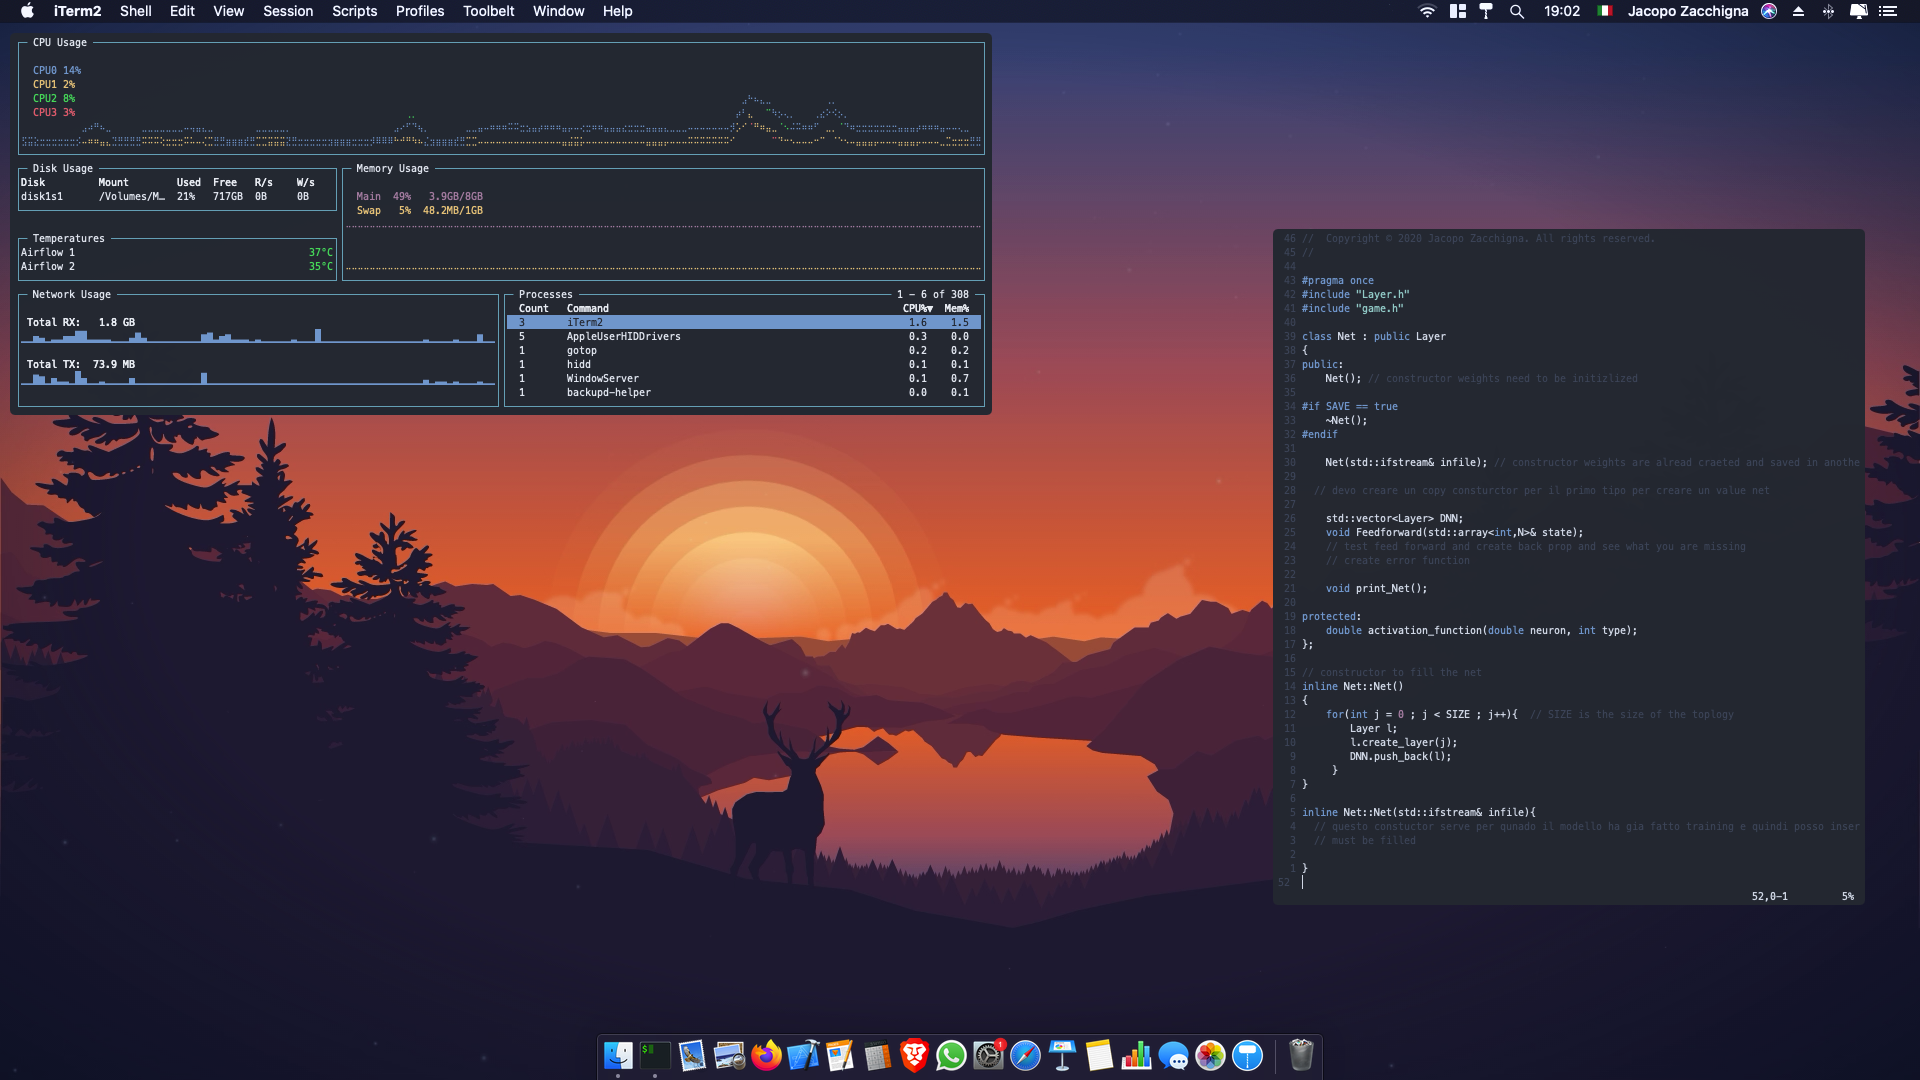 iTerm2 Shell Edit View Session Scripts Profiles Toolbelt Window Help 19:02 Jacopo Zacchigna
CPU Usage
CPU0 14%
CPU1 2%
CPU2 8%
CPU3 3%
Disk Usage
Disk Mount Used Free R/s W/s
disk1s1 /Volumes/M… 21% 717GB 0B 0B
Memory Usage
Main 49% 3.9GB/8GB
Swap 5% 48.2MB/1GB
Temperatures
Airflow 1 37°C
Airflow 2 35°C
Network Usage
Total RX: 1.8 GB
Total TX: 73.9 MB
Processes 1 - 6 of 308
Count Command CPU%▼ Mem%
3 iTerm2 1.6 1.5
5 AppleUserHIDDrivers 0.3 0.0
1 gotop 0.2 0.2
1 hidd 0.1 0.1
1 WindowServer 0.1 0.7
1 backupd-helper 0.0 0.1
46 //  Copyright © 2020 Jacopo Zacchigna. All rights reserved.
45 //
44
43 #pragma once
42 #include "Layer.h"
41 #include "game.h"
40
39 class Net : public Layer
38 {
37 public:
36     Net(); // constructor weights need to be initizlized
35
34 #if SAVE == true
33     ~Net();
32 #endif
31
30     Net(std::ifstream& infile); // constructor weights are alread craeted and saved in anothe
29
28   // devo creare un copy consturctor per il primo tipo per creare un value net
27
26     std::vector<Layer> DNN;
25     void Feedforward(std::array<int,N>& state);
24     // test feed forward and create back prop and see what you are missing
23     // create error function
22
21     void print_Net();
20
19 protected:
18     double activation_function(double neuron, int type);
17 };
16
15 // constructor to fill the net
14 inline Net::Net()
13 {
12     for(int j = 0 ; j < SIZE ; j++){  // SIZE is the size of the toplogy
11         Layer l;
10         l.create_layer(j);
9         DNN.push_back(l);
8      }
7 }
6
5 inline Net::Net(std::ifstream& infile){
4   // questo constuctor serve per qunado il modello ha gia fatto training e quindi posso inser
3   // must be filled
2
1 }
52
52,0-1 5%
$
1